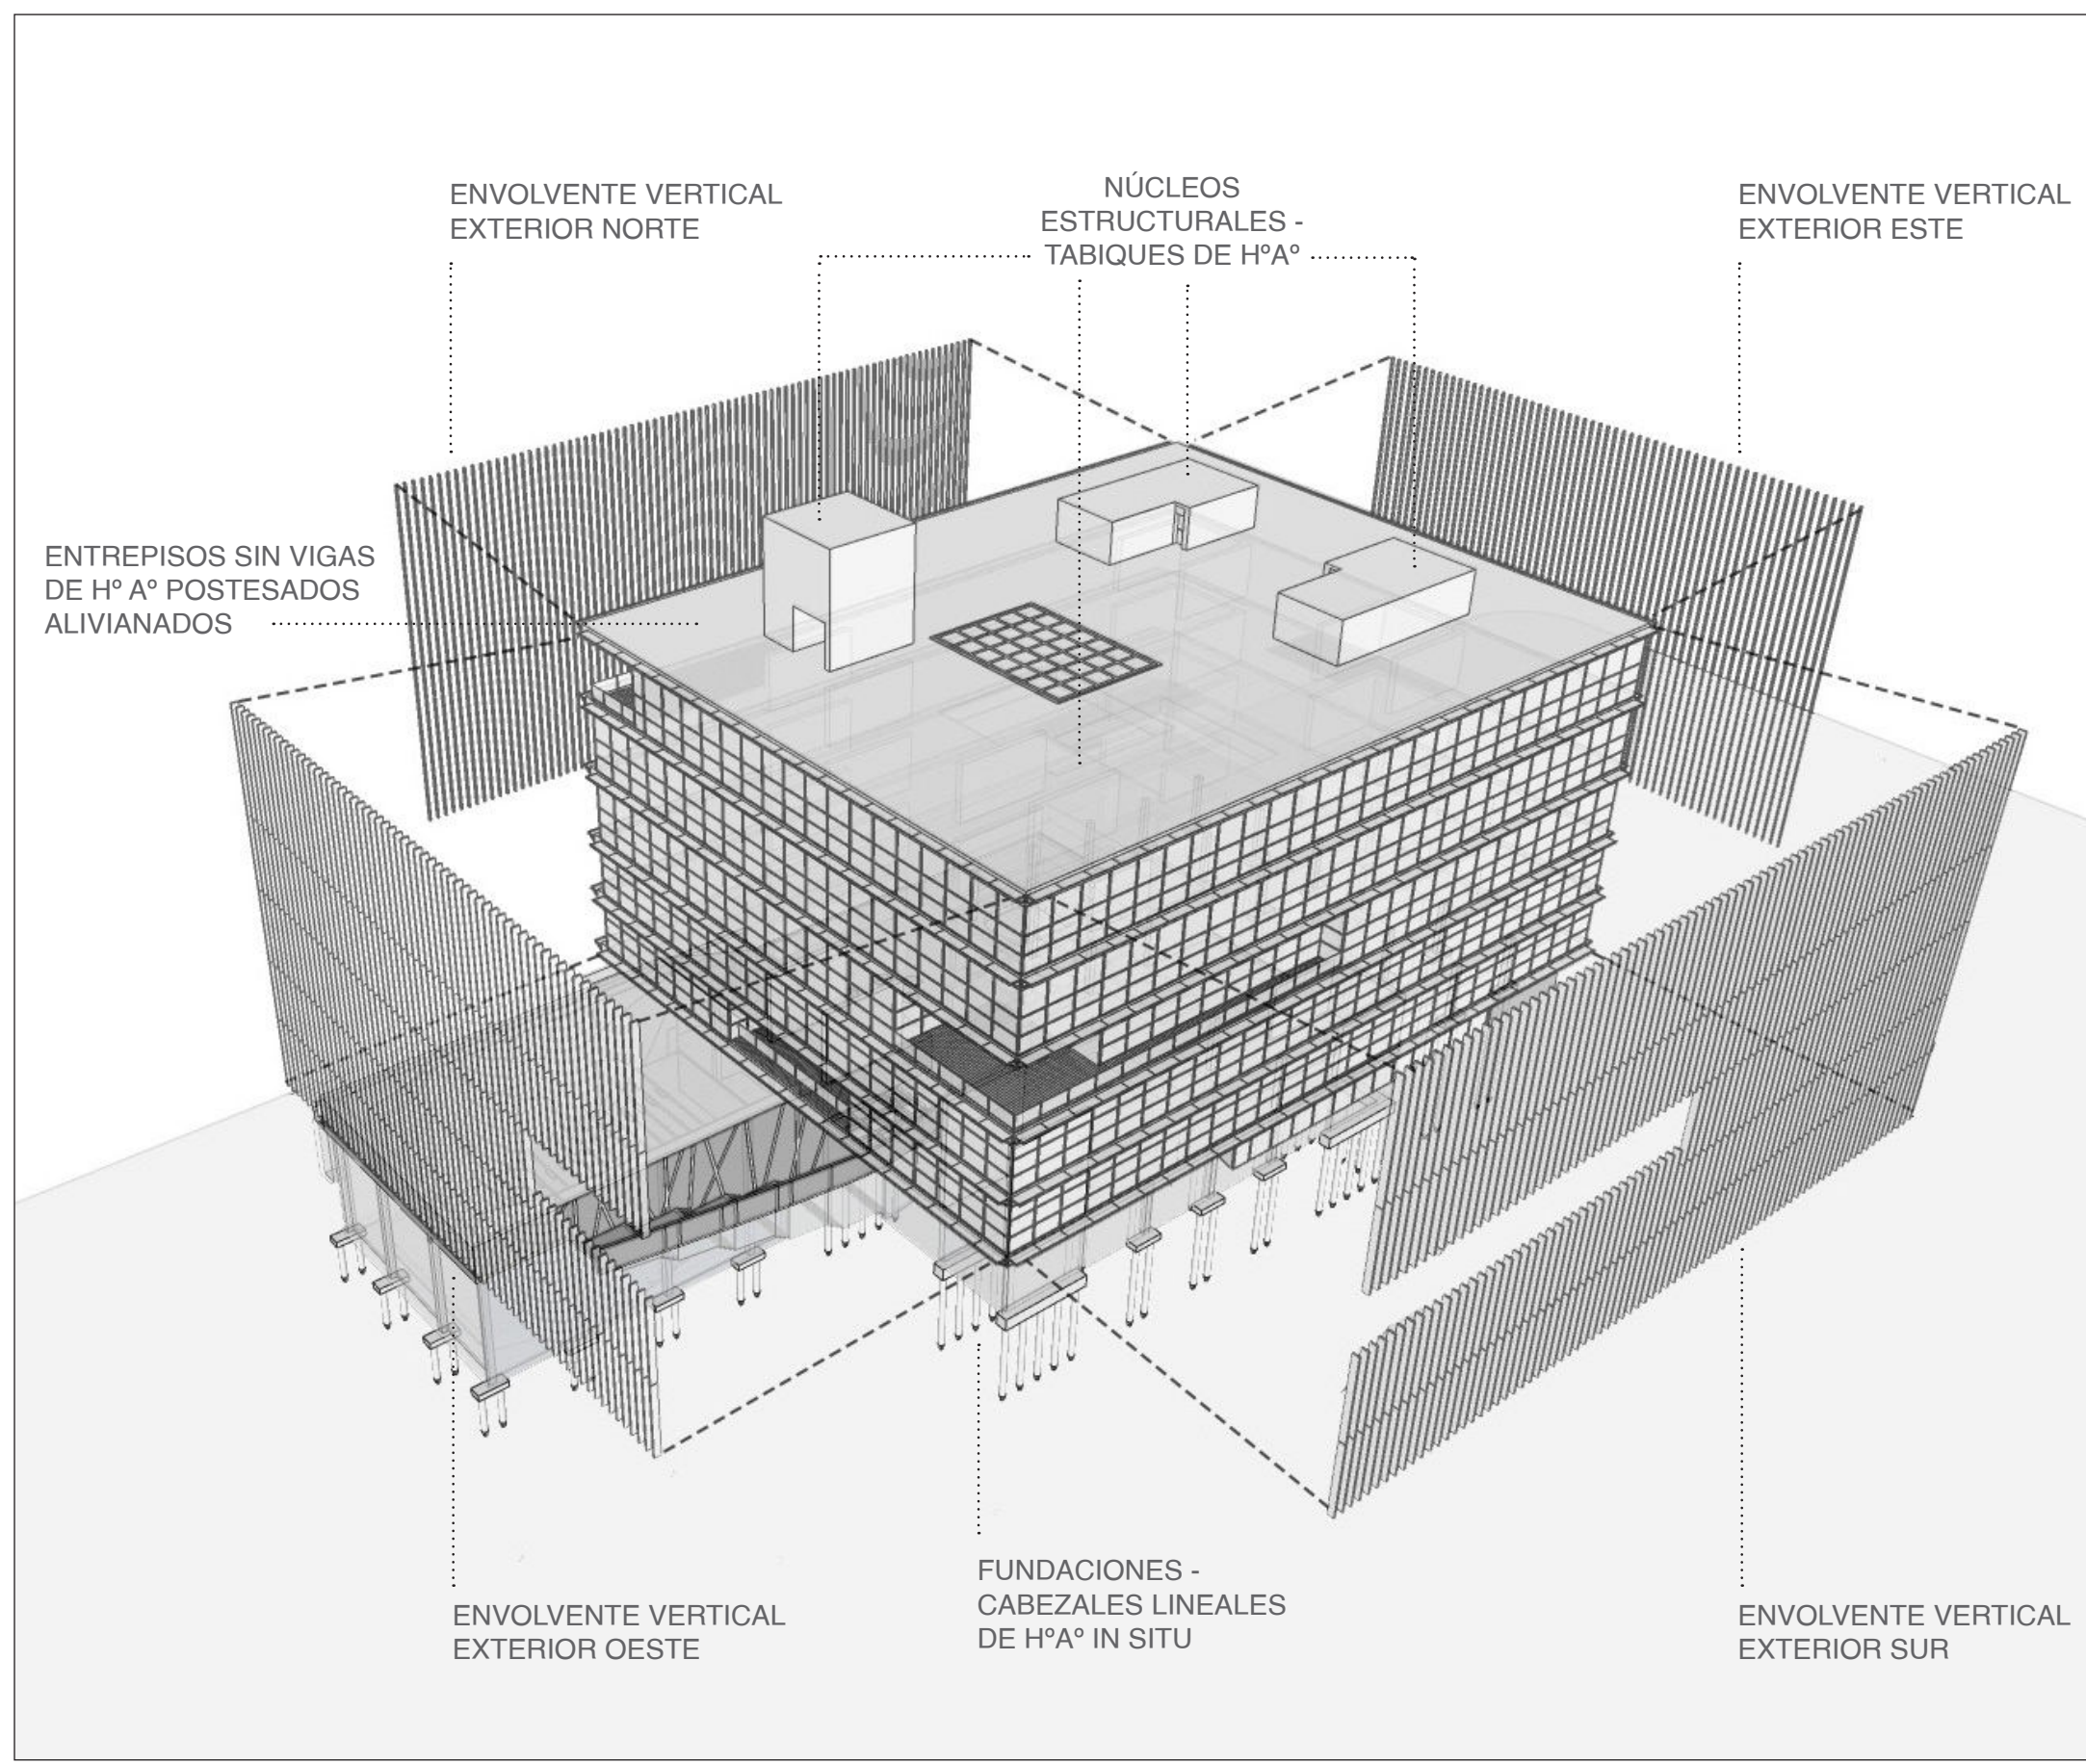 ENVOLVENTE VERTICAL
EXTERIOR NORTE
NÚCLEOS
ESTRUCTURALES -
TABIQUES DE HºAº
ENVOLVENTE VERTICAL
EXTERIOR ESTE
ENTREPISOS SIN VIGAS
DE Hº Aº POSTESADOS
ALIVIANADOS
ENVOLVENTE VERTICAL
EXTERIOR OESTE
FUNDACIONES -
CABEZALES LINEALES
DE HºAº IN SITU
ENVOLVENTE VERTICAL
EXTERIOR SUR